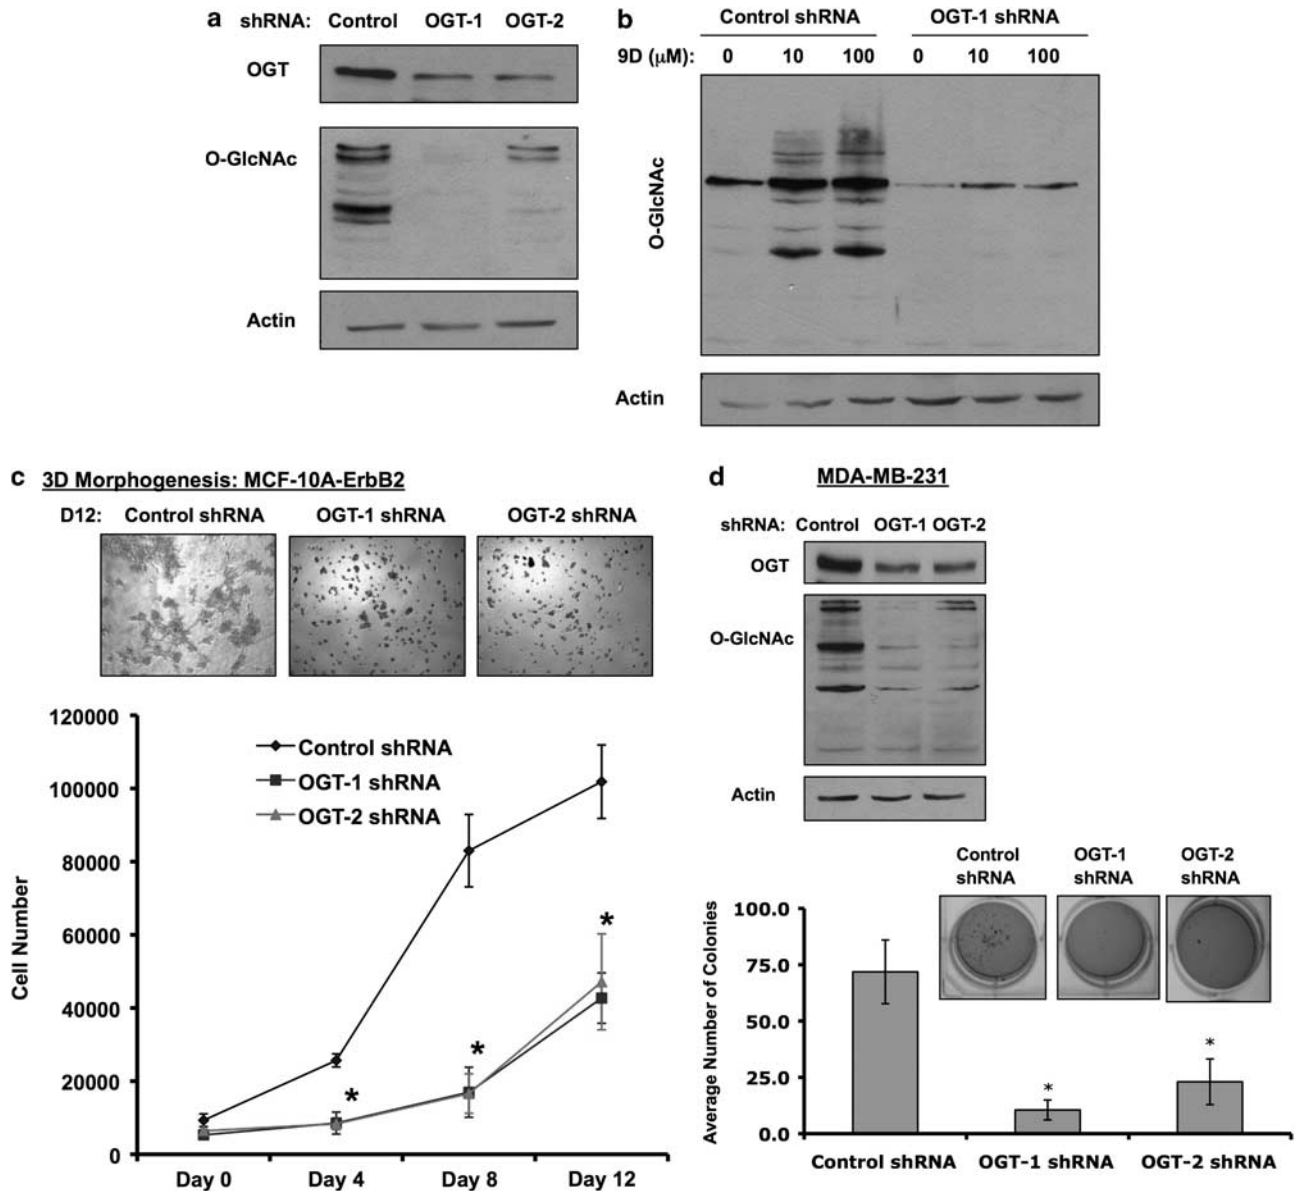 a shRNA: Control OGT-1 OGT-2
OGT
O-GlcNAc
Actin
b Control shRNA OGT-1 shRNA
9D (μM): 0 10 100 0 10 100
O-GlcNAc
Actin
c 3D Morphogenesis: MCF-10A-ErbB2
D12: Control shRNA OGT-1 shRNA OGT-2 shRNA
120000
100000
80000
60000
40000
20000
0
Cell Number
Control shRNA
OGT-1 shRNA
OGT-2 shRNA
*
*
*
Day 0 Day 4 Day 8 Day 12
d MDA-MB-231
shRNA: Control OGT-1 OGT-2
OGT
O-GlcNAc
Actin
Control shRNA
OGT-1 shRNA
OGT-2 shRNA
100.0
75.0
50.0
25.0
0.0
Average Number of Colonies
*
*
Control shRNA OGT-1 shRNA OGT-2 shRNA